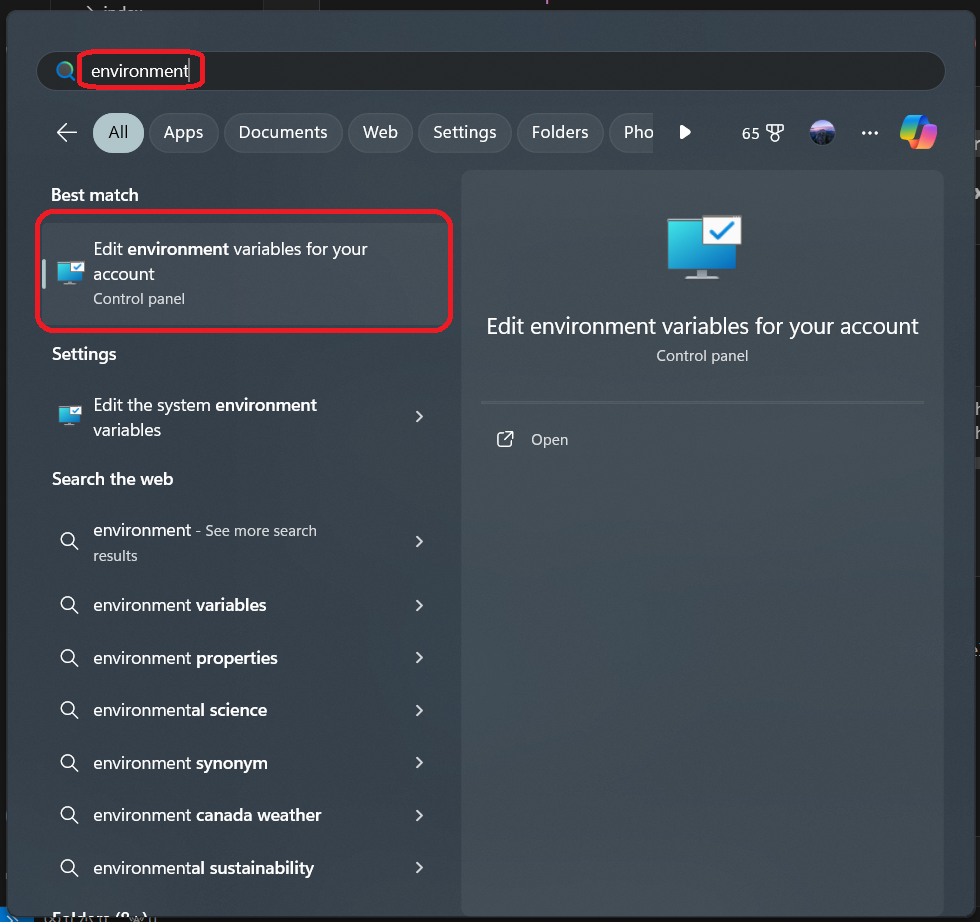 index
environment
All Apps Documents Web Settings Folders Pho 65
Best match
Edit environment variables for your
account
Control panel
Edit environment variables for your account
Control panel
Open
Settings
Edit the system environment
variables
Search the web
environment - See more search
results
environment variables
environment properties
environmental science
environment synonym
environment canada weather
environmental sustainability